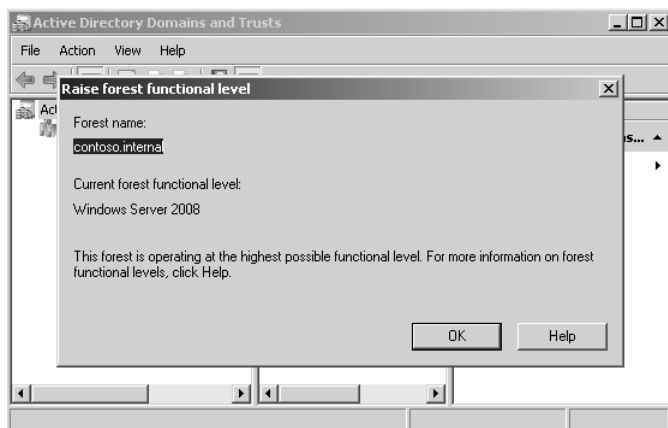 Active Directory Domains and Trusts
File Action View Help
Raise forest functional level
Forest name:
contoso.internal
Current forest functional level:
Windows Server 2008
This forest is operating at the highest possible functional level. For more information on forest
functional levels, click Help.
OK Help